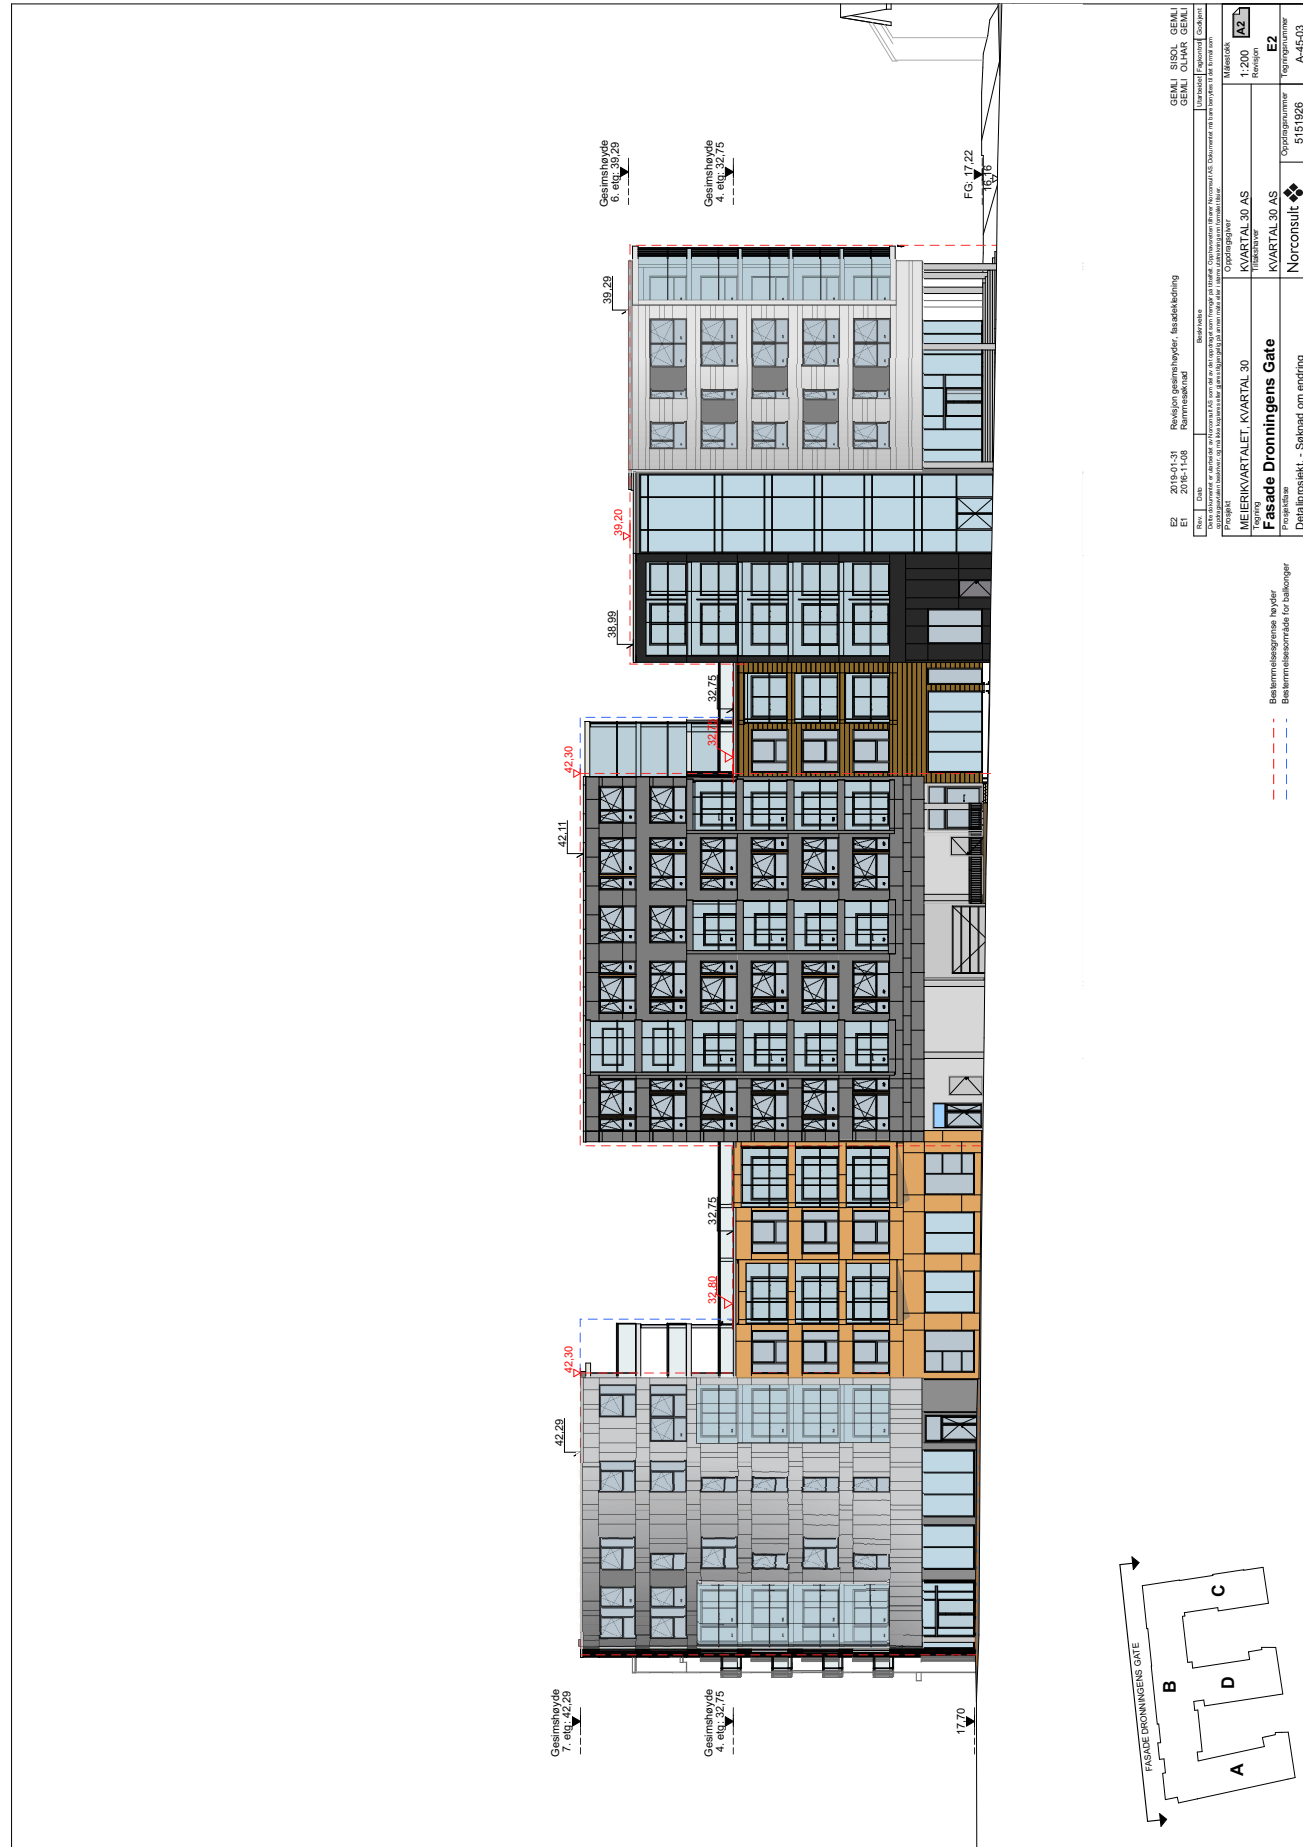 Gesimshøyde
7. etg: 42,29
Gesimshøyde
4. etg: 32,75
17,70
42,29
42,30
32,80
32,75
42,11
42,30
32,75
38,99
39,20
39,29
Gesimshøyde
6. etg: 39,29
Gesimshøyde
4. etg: 32,75
FG: 17,22
16,16
FASADE DRONNINGENS GATE
A
B
C
D
Bestemmelsesgrense høyder
Bestemmelsesområde for balkonger
E2 2019-01-31 Revisjon gesimshøyder, fasadekledning GEMLI SISOL GEMLI
E1 2016-11-08 Rammesøknad GEMLI OLHAR GEMLI
Rev. Dato Beskrivelse Utarbeidet Fagkontroll Godkjent
Prosjekt
MEIERIKVARTALET, KVARTAL 30
Oppdragsgiver
KVARTAL 30 AS
Målestokk
1:200
A2
Tegning
Fasade Dronningens Gate
Tiltakshaver
KVARTAL 30 AS
Revisjon
E2
Prosjektfase
Detaljprosjekt. - Søknad om endring
Norconsult
Oppdragsnummer
5151926
Tegningsnummer
A-45-03